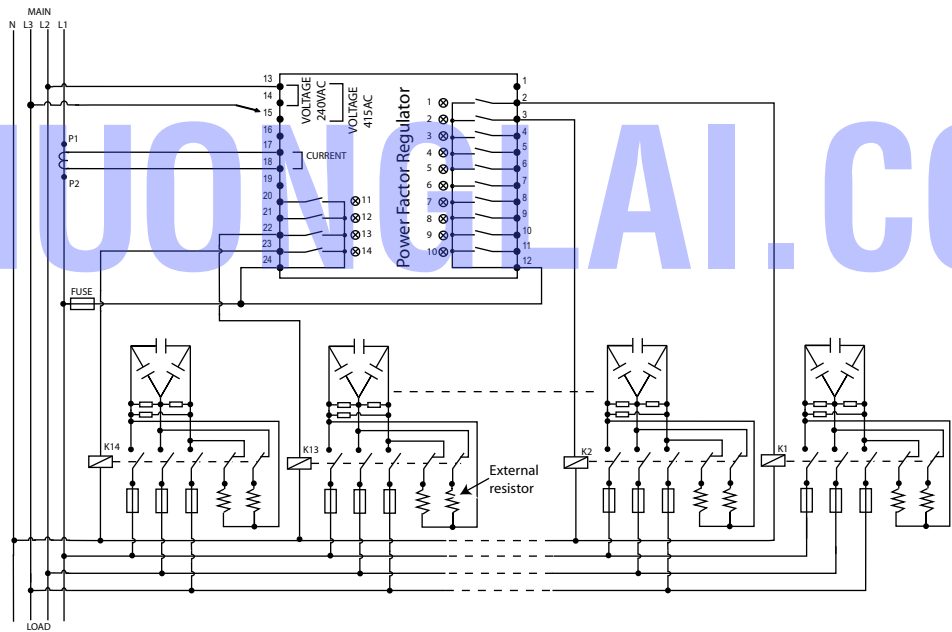 MAIN
N L3 L2 L1
13
14
15
16
17
18
19
20
21
22
23
24
VOLTAGE
240VAC
VOLTAGE
415AC
CURRENT
11
12
13
14
Power Factor Regulator
1
2
3
4
5
6
7
8
9
10
1
2
3
4
5
6
7
8
9
10
11
12
P1
P2
HUONGLAI.CO
FUSE
K14
K13
K2
K1
External
resistor
LOAD